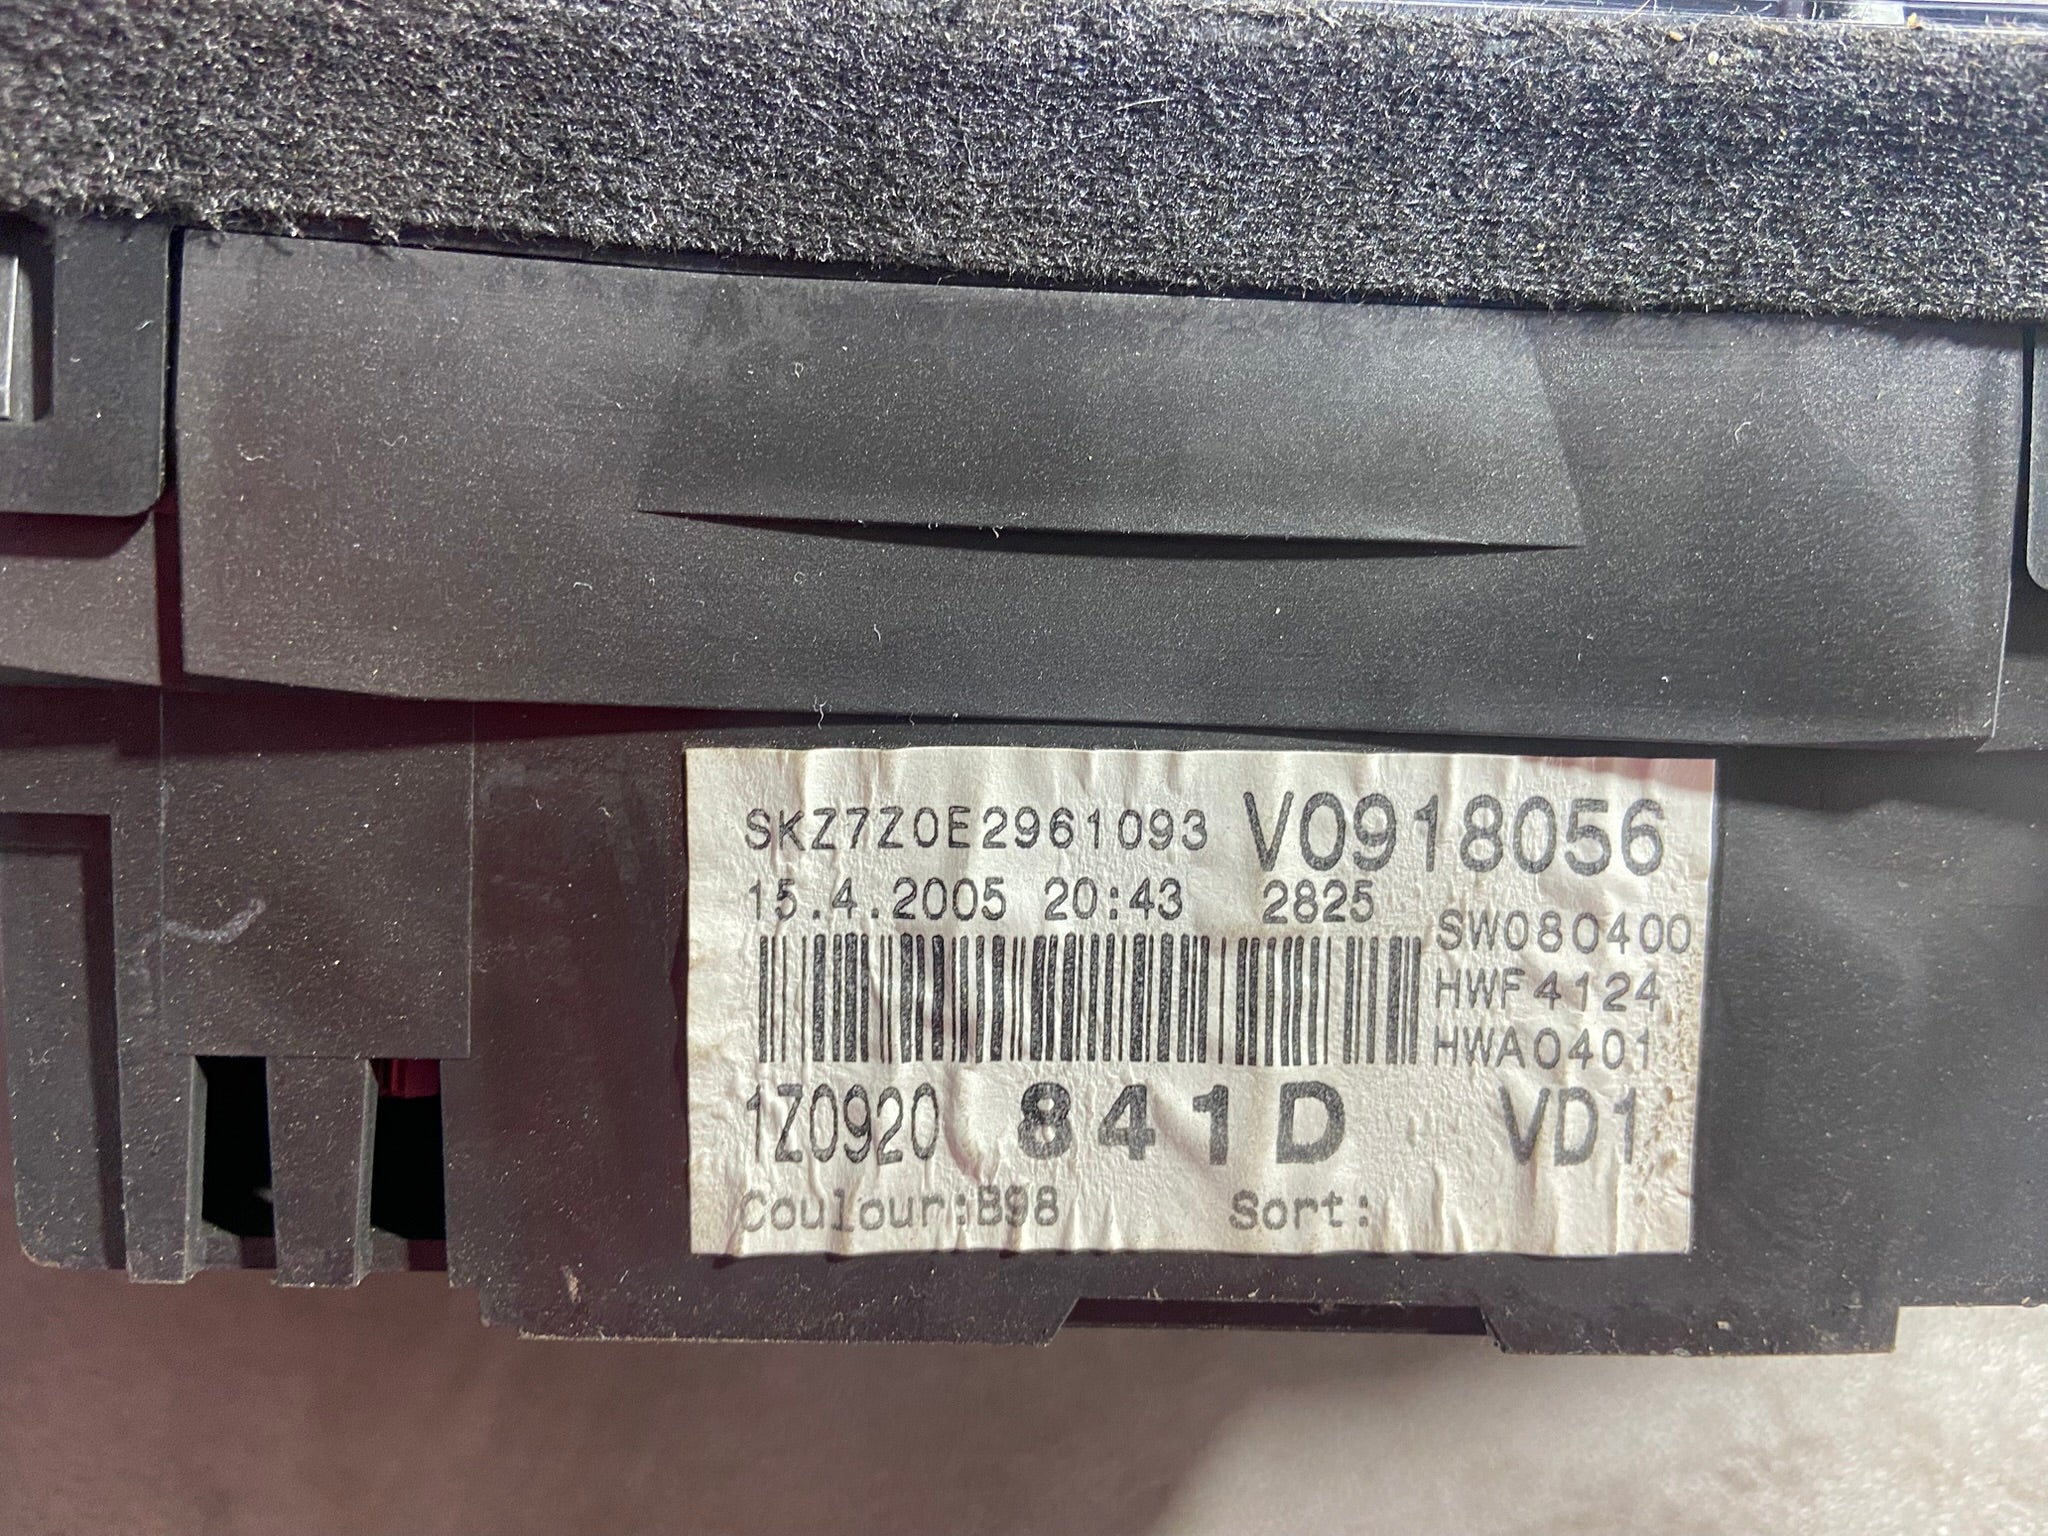 SKZ7Z0E2961093 V0918056
15.4.2005 20:43 2825
SW080400
HWF4124
HWA0401
1Z0920 841D VD1
Coulour:B98 Sort: